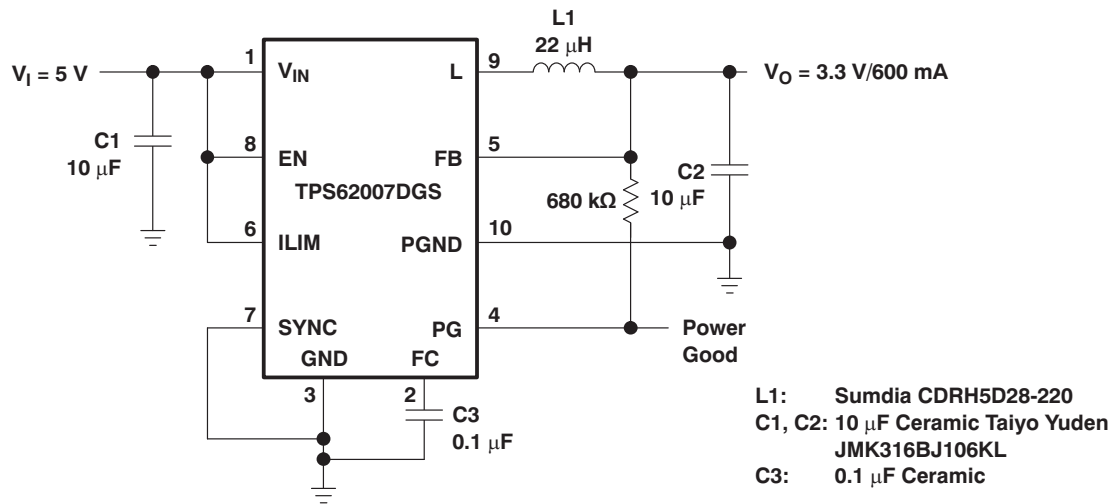 L1
22 μH
V_I = 5 V
1
V_IN
L
9
V_O = 3.3 V/600 mA
C1
10 μF
8
EN
FB
5
TPS62007DGS
680 kΩ
C2
10 μF
6
ILIM
PGND
10
7
SYNC
PG
4
Power
Good
GND
FC
3
2
C3
0.1 μF
L1: Sumdia CDRH5D28-220
C1, C2: 10 μF Ceramic Taiyo Yuden
JMK316BJ106KL
C3: 0.1 μF Ceramic